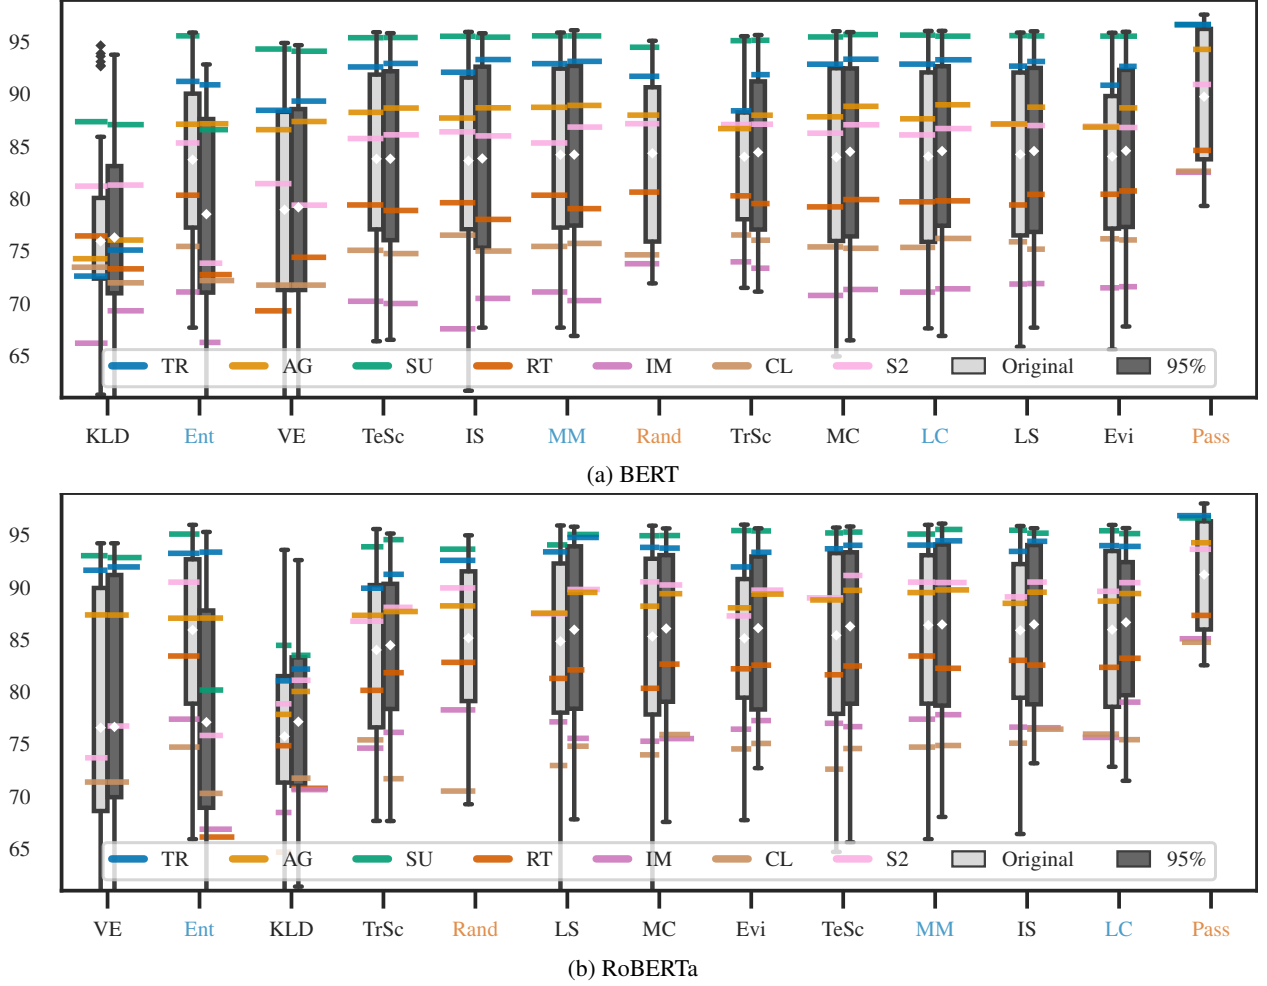 95
90
85
80
75
70
65
TR AG SU RT IM CL S2 Original 95%
KLD Ent VE TeSc IS MM Rand TrSc MC LC LS Evi Pass
(a) BERT
95
90
85
80
75
70
65
TR AG SU RT IM CL S2 Original 95%
VE Ent KLD TrSc Rand LS MC Evi TeSc MM IS LC Pass
(b) RoBERTa